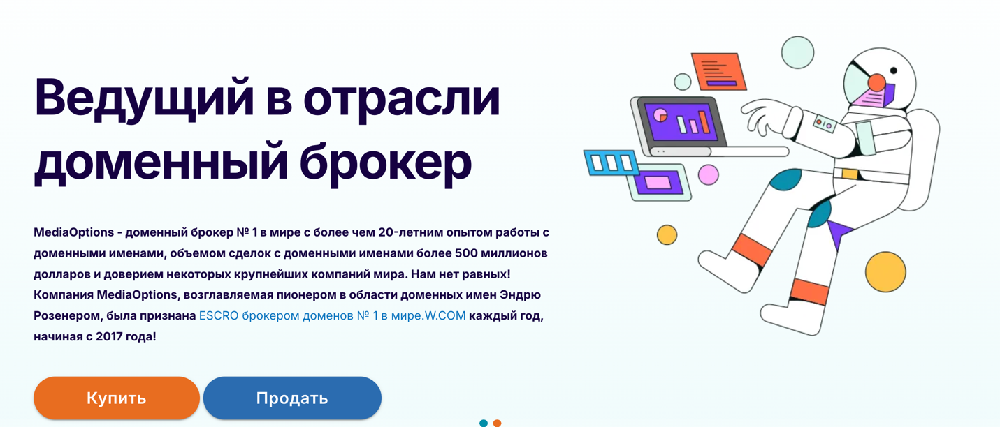 Ведущий в отрасли
доменный брокер
MediaOptions - доменный брокер № 1 в мире с более чем 20-летним опытом работы с
доменными именами, объемом сделок с доменными именами более 500 миллионов
долларов и доверием некоторых крупнейших компаний мира. Нам нет равных!
Компания MediaOptions, возглавляемая пионером в области доменных имен Эндрю
Розенером, была признана ESCRO брокером доменов № 1 в мире.W.COM каждый год,
начиная с 2017 года!
Купить Продать